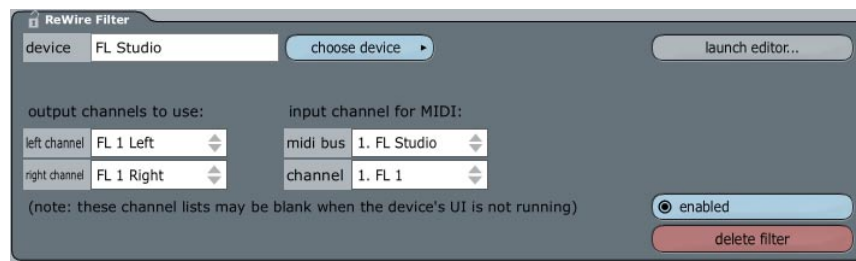 ReWire Filter
device FL Studio choose device launch editor...
output channels to use: input channel for MIDI:
left channel FL 1 Left midi bus 1. FL Studio
right channel FL 1 Right channel 1. FL 1
(note: these channel lists may be blank when the device's UI is not running) enabled
delete filter